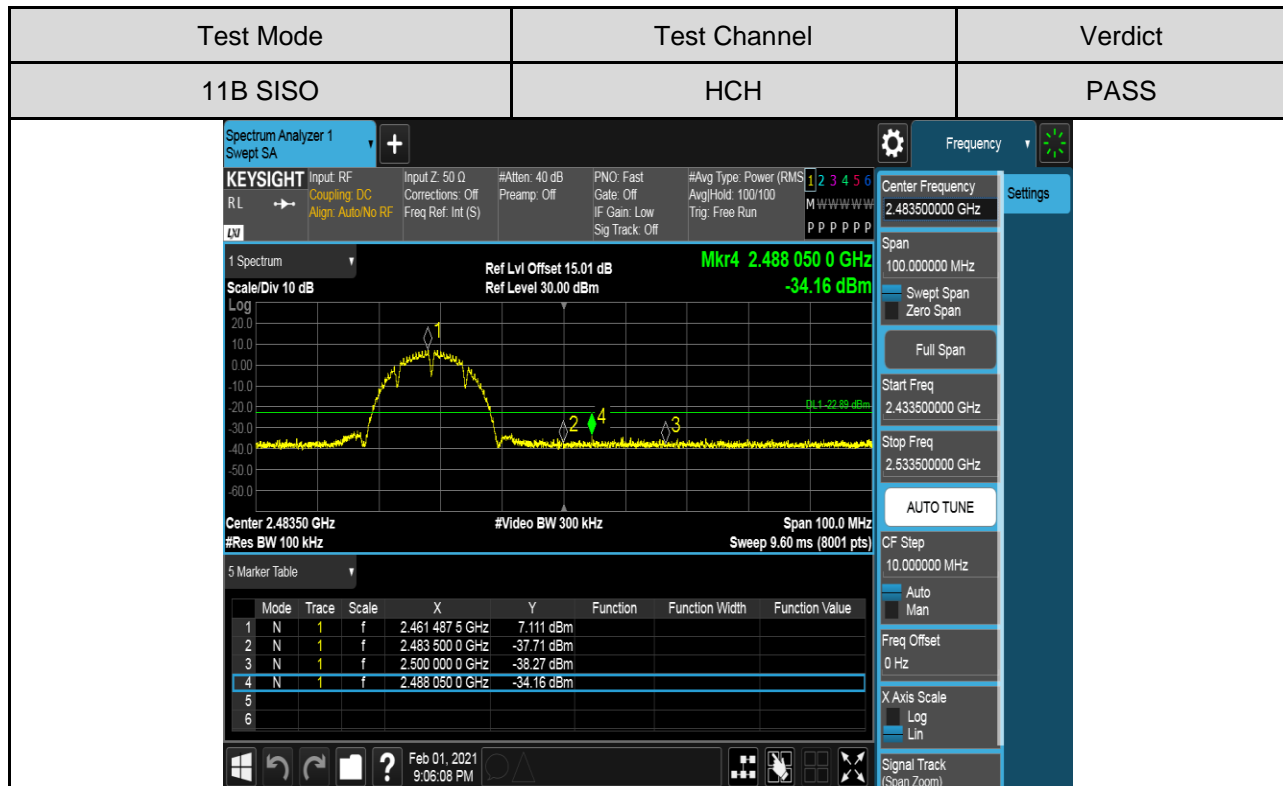 Test Mode Test Channel Verdict
11B SISO HCH PASS
Spectrum Analyzer 1
Swept SA
+
Frequency
KEYSIGHT Input: RF Input Z: 50 Ω #Atten: 40 dB PNO: Fast #Avg Type: Power (RMS 1 2 3 4 5 6
RL Coupling: DC Corrections: Off Preamp: Off Gate: Off Avg|Hold: 100/100 M W W W W W
Align: Auto/No RF Freq Ref: Int (S) IF Gain: Low Trig: Free Run
LXI Sig Track: Off P P P P P P
1 Spectrum
Scale/Div 10 dB
Ref Lvl Offset 15.01 dB
Ref Level 30.00 dBm
Mkr4 2.488 050 0 GHz
-34.16 dBm
Log
20.0
10.0
0.00
-10.0
-20.0
-30.0
-40.0
-50.0
-60.0
1
2
4
3
DL1 -22.89 dBm
Center 2.48350 GHz #Video BW 300 kHz Span 100.0 MHz
#Res BW 100 kHz Sweep 9.60 ms (8001 pts)
5 Marker Table
Mode Trace Scale X Y Function Function Width Function Value
1 N 1 f 2.461 487 5 GHz 7.111 dBm
2 N 1 f 2.483 500 0 GHz -37.71 dBm
3 N 1 f 2.500 000 0 GHz -38.27 dBm
4 N 1 f 2.488 050 0 GHz -34.16 dBm
5
6
?
Feb 01, 2021
9:06:08 PM
Center Frequency
2.483500000 GHz
Settings
Span
100.000000 MHz
Swept Span
Zero Span
Full Span
Start Freq
2.433500000 GHz
Stop Freq
2.533500000 GHz
AUTO TUNE
CF Step
10.000000 MHz
Auto
Man
Freq Offset
0 Hz
X Axis Scale
Log
Lin
Signal Track
(Span Zoom)